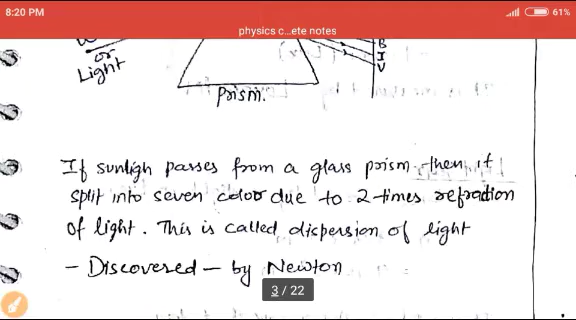 8:20 PM
61%
physics c...ete notes
or
Light
B
I
V
Prism.
If sunligh passes from a glass prism then it
split into seven color due to 2 times refraction
of light. This is called dispersion of light
- Discovered - by Newton
3 / 22